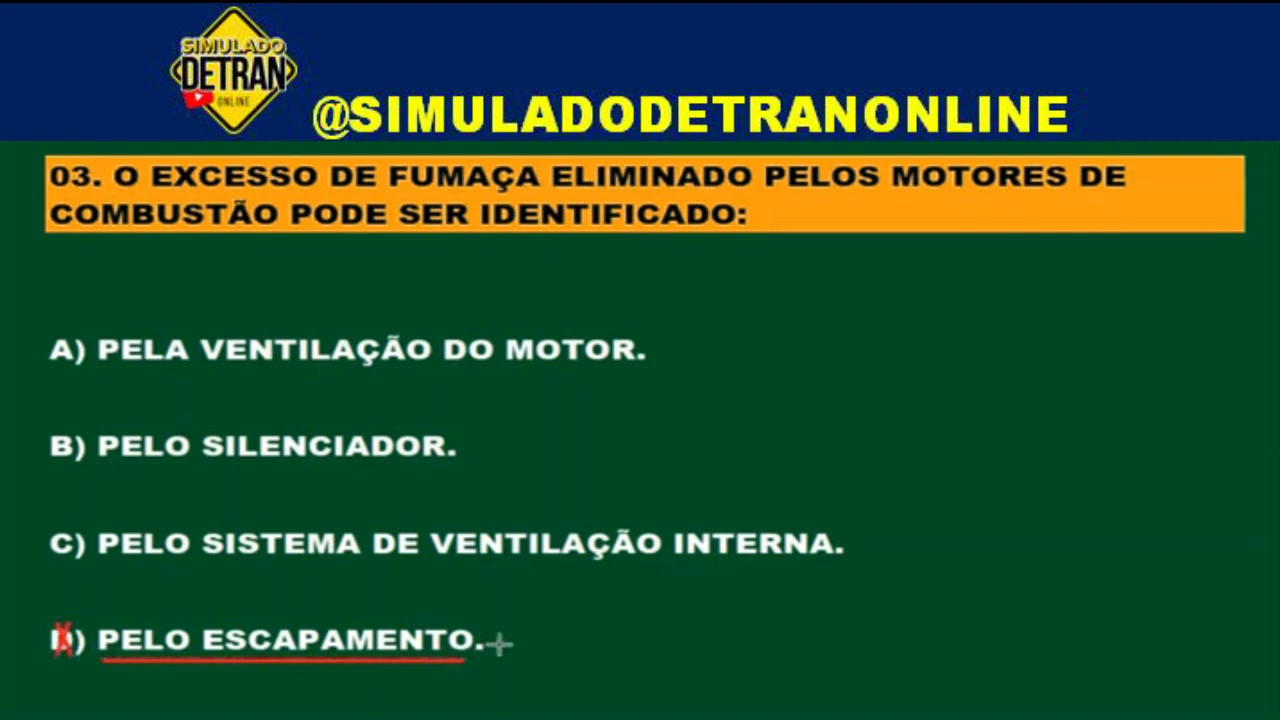 SIMULADO
DETRAN
ONLINE
@SIMULADODETRANONLINE
03. O EXCESSO DE FUMAÇA ELIMINADO PELOS MOTORES DE
COMBUSTÃO PODE SER IDENTIFICADO:
A) PELA VENTILAÇÃO DO MOTOR.
B) PELO SILENCIADOR.
C) PELO SISTEMA DE VENTILAÇÃO INTERNA.
D) PELO ESCAPAMENTO.